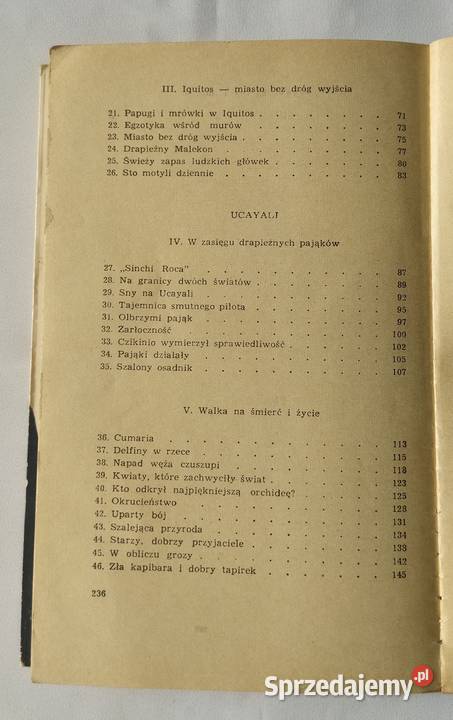 III. Iquitos — miasto bez dróg wyjścia
21. Papugi i mrówki w Iquitos . . . . . . . . 71
22. Egzotyka wśród murów . . . . . . . . 73
23. Miasto bez dróg wyjścia . . . . . . . . . 75
24. Drapieżny Malekon . . . . . . . . . 77
25. Świeży zapas ludzkich główek . . . . . . . 80
26. Sto motyli dziennie . . . . . . . . . 83
UCAYALI
IV. W zasięgu drapieżnych pająków
27. „Sinchi Roca" . . . . . . . . . . 87
28. Na granicy dwóch światów . . . . . . . . 89
29. Sny na Ucayali . . . . . . . . . . 92
30. Tajemnica smutnego pilota . . . . . . . . 95
31. Olbrzymi pająk . . . . . . . . . . 97
32. Żarłoczność . . . . . . . . . . 100
33. Czikinio wymierzył sprawiedliwość . . . . . . 102
34. Pająki działały . . . . . . . . . . 105
35. Szalony osadnik . . . . . . . . . . 107
V. Walka na śmierć i życie
36. Cumaria . . . . . . . . . . . 113
37. Delfiny w rzece . . . . . . . . . . 115
38. Napad węża czuszupi . . . . . . . . . 118
39. Kwiaty, które zachwyciły świat . . . . . . . 123
40. Kto odkrył najpiękniejszą orchideę? . . . . . . 125
41. Okrucieństwo . . . . . . . . . . 128
42. Uparty bój . . . . . . . . . . . 131
43. Szalejąca przyroda . . . . . . . . . 134
44. Starzy, dobrzy przyjaciele . . . . . . . . 138
45. W obliczu grozy . . . . . . . . . . 142
46. Zła kapibara i dobry tapirek . . . . . . . 145
236
Sprzedajemy.pl